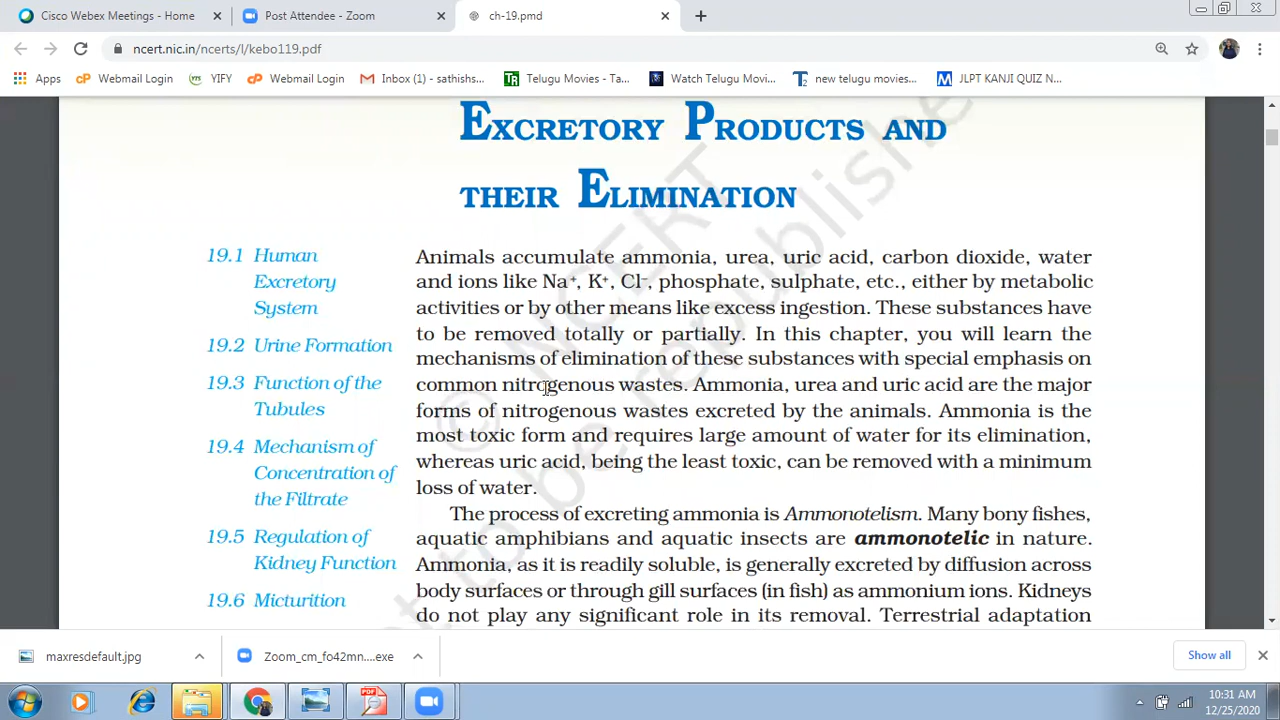 Cisco Webex Meetings - Home
Post Attendee - Zoom
ch-19.pmd
ncert.nic.in/ncerts/l/kebo119.pdf
Apps
Webmail Login
YIFY
Webmail Login
Inbox (1) - sathishs...
Telugu Movies - Ta...
Watch Telugu Movi...
new telugu movies...
JLPT KANJI QUIZ N...
EXCRETORY PRODUCTS AND
THEIR ELIMINATION
19.1 Human
Excretory
System
19.2 Urine Formation
19.3 Function of the
Tubules
19.4 Mechanism of
Concentration of
the Filtrate
19.5 Regulation of
Kidney Function
19.6 Micturition
Animals accumulate ammonia, urea, uric acid, carbon dioxide, water
and ions like Na⁺, K⁺, Cl⁻, phosphate, sulphate, etc., either by metabolic
activities or by other means like excess ingestion. These substances have
to be removed totally or partially. In this chapter, you will learn the
mechanisms of elimination of these substances with special emphasis on
common nitrogenous wastes. Ammonia, urea and uric acid are the major
forms of nitrogenous wastes excreted by the animals. Ammonia is the
most toxic form and requires large amount of water for its elimination,
whereas uric acid, being the least toxic, can be removed with a minimum
loss of water.
The process of excreting ammonia is Ammonotelism. Many bony fishes,
aquatic amphibians and aquatic insects are ammonotelic in nature.
Ammonia, as it is readily soluble, is generally excreted by diffusion across
body surfaces or through gill surfaces (in fish) as ammonium ions. Kidneys
do not play any significant role in its removal. Terrestrial adaptation
© NCERT
not to be republishe
maxresdefault.jpg
Zoom_cm_fo42mn....exe
Show all
10:31 AM
12/25/2020